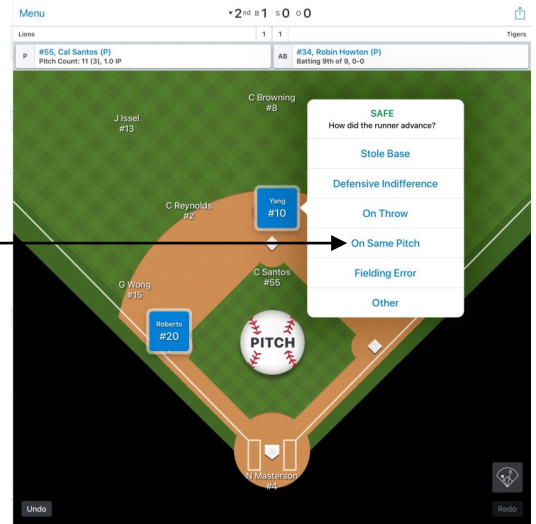 Menu
▼2nd B 1 S 0 O 0
Lions 1 1 Tigers
P #55, Cal Santos (P)
Pitch Count: 11 (3), 1.0 IP
AB #34, Robin Howton (P)
Batting 9th of 9, 0-0
C Browning
#8
J Issel
#13
SAFE
How did the runner advance?
Stole Base
Defensive Indifference
On Throw
On Same Pitch
Fielding Error
Other
Yang
#10
C Reynolds
#2
C Santos
#55
G Wong
#15
Roberts
#20
PITCH
N Masterson
#4
Undo
Redo